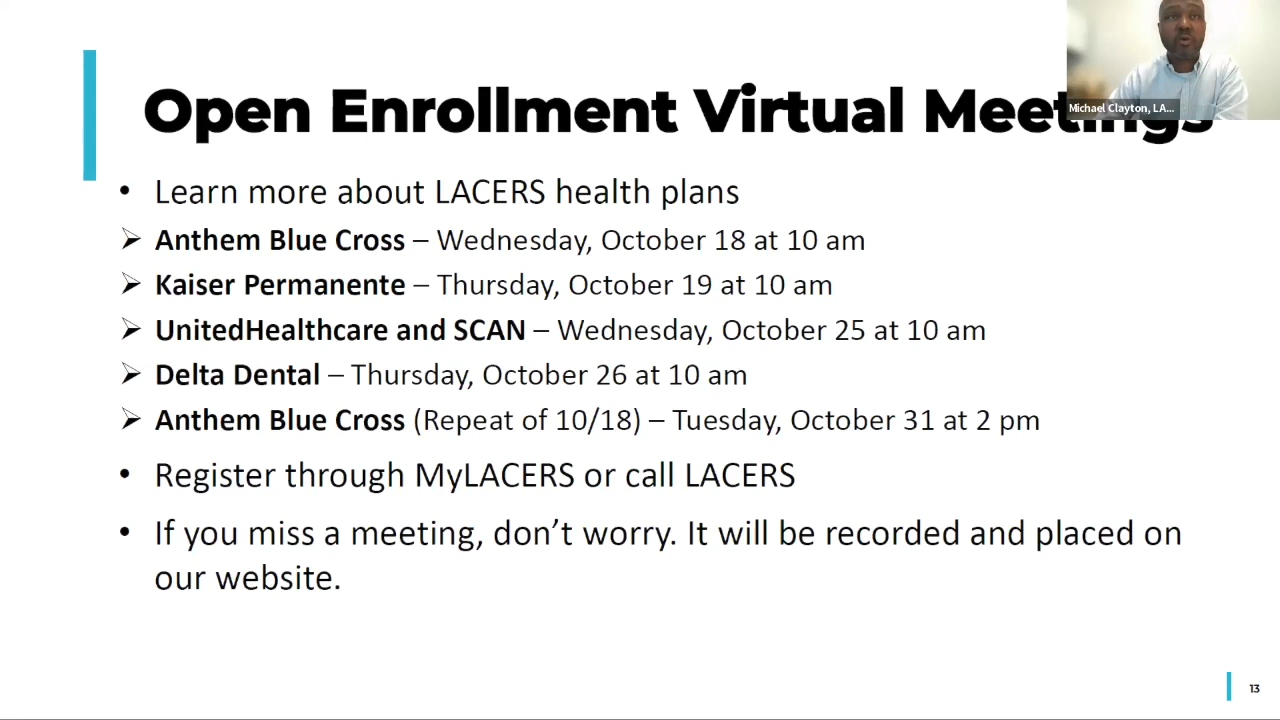 Open Enrollment Virtual Meetings
Michael Clayton, LA...
• Learn more about LACERS health plans
➢ Anthem Blue Cross – Wednesday, October 18 at 10 am
➢ Kaiser Permanente – Thursday, October 19 at 10 am
➢ UnitedHealthcare and SCAN – Wednesday, October 25 at 10 am
➢ Delta Dental – Thursday, October 26 at 10 am
➢ Anthem Blue Cross (Repeat of 10/18) – Tuesday, October 31 at 2 pm
• Register through MyLACERS or call LACERS
• If you miss a meeting, don’t worry. It will be recorded and placed on
our website.
13